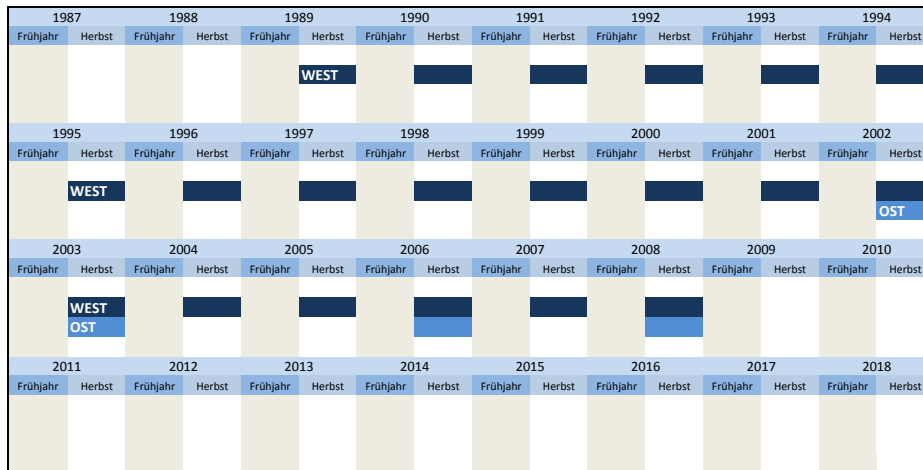 1987 1988 1989 1990 1991 1992 1993 1994
Frühjahr Herbst Frühjahr Herbst Frühjahr Herbst Frühjahr Herbst Frühjahr Herbst Frühjahr Herbst Frühjahr Herbst Frühjahr Herbst
WEST
1995 1996 1997 1998 1999 2000 2001 2002
Frühjahr Herbst Frühjahr Herbst Frühjahr Herbst Frühjahr Herbst Frühjahr Herbst Frühjahr Herbst Frühjahr Herbst Frühjahr Herbst
WEST
OST
2003 2004 2005 2006 2007 2008 2009 2010
Frühjahr Herbst Frühjahr Herbst Frühjahr Herbst Frühjahr Herbst Frühjahr Herbst Frühjahr Herbst Frühjahr Herbst Frühjahr Herbst
WEST
OST
2011 2012 2013 2014 2015 2016 2017 2018
Frühjahr Herbst Frühjahr Herbst Frühjahr Herbst Frühjahr Herbst Frühjahr Herbst Frühjahr Herbst Frühjahr Herbst Frühjahr Herbst